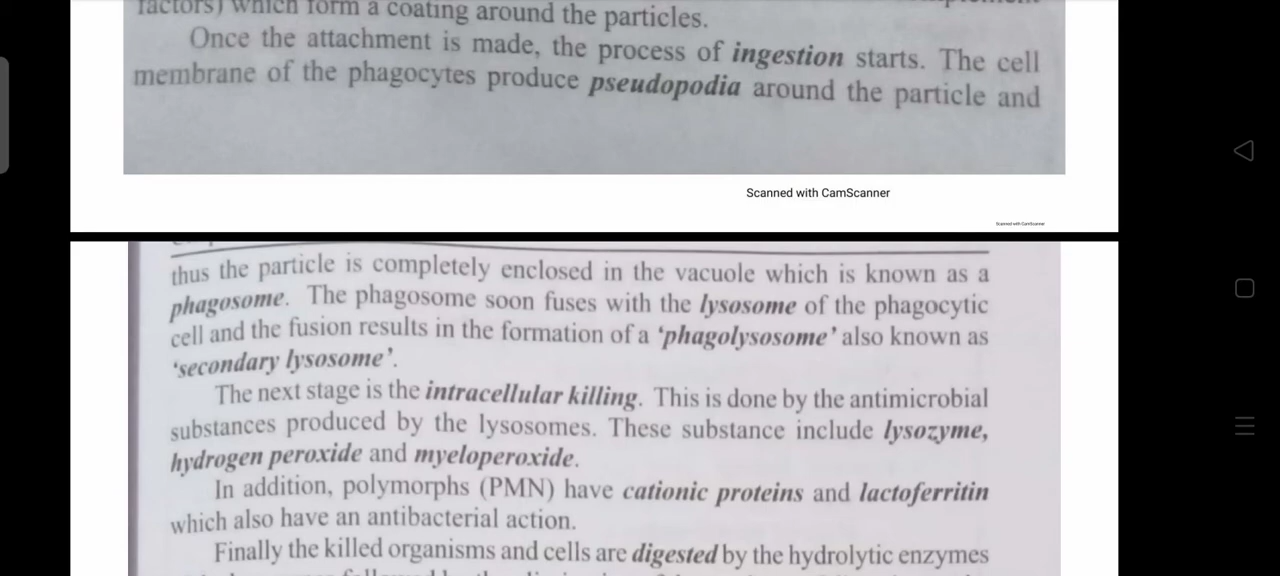 factors) which form a coating around the particles.
Once the attachment is made, the process of ingestion starts. The cell
membrane of the phagocytes produce pseudopodia around the particle and
Scanned with CamScanner
Scanned with CamScanner
thus the particle is completely enclosed in the vacuole which is known as a
phagosome. The phagosome soon fuses with the lysosome of the phagocytic
cell and the fusion results in the formation of a ‘phagolysosome’ also known as
‘secondary lysosome’.
The next stage is the intracellular killing. This is done by the antimicrobial
substances produced by the lysosomes. These substance include lysozyme,
hydrogen peroxide and myeloperoxide.
In addition, polymorphs (PMN) have cationic proteins and lactoferritin
which also have an antibacterial action.
Finally the killed organisms and cells are digested by the hydrolytic enzymes